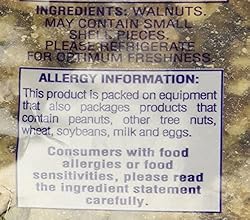 INGREDIENTS: WALNUTS.
MAY CONTAIN SMALL
SHELL PIECES.
PLEASE REFRIGERATE
FOR OPTIMUM FRESHNESS
ALLERGY INFORMATION:
This product is packed on equipment
that also packages products that
contain peanuts, other tree nuts,
wheat, soybeans, milk and eggs.
Consumers with food
allergies or food
sensitivities, please read
the ingredient statement
carefully.